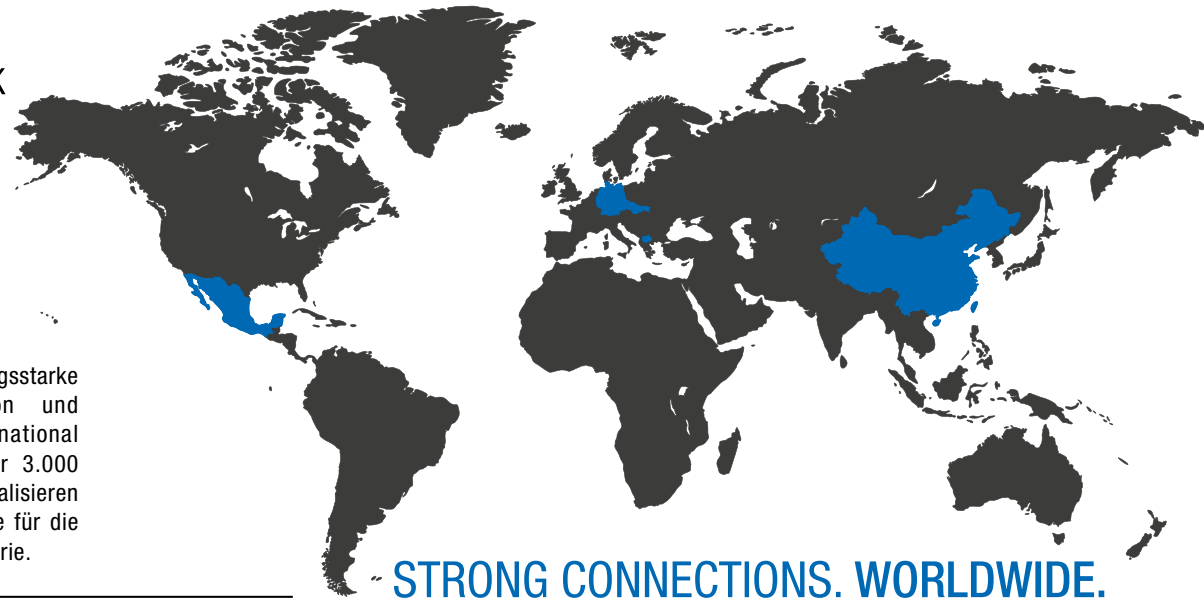 K
gsstarke
on und
national
r 3.000
alisieren
e für die
rie.
STRONG CONNECTIONS. WORLDWIDE.